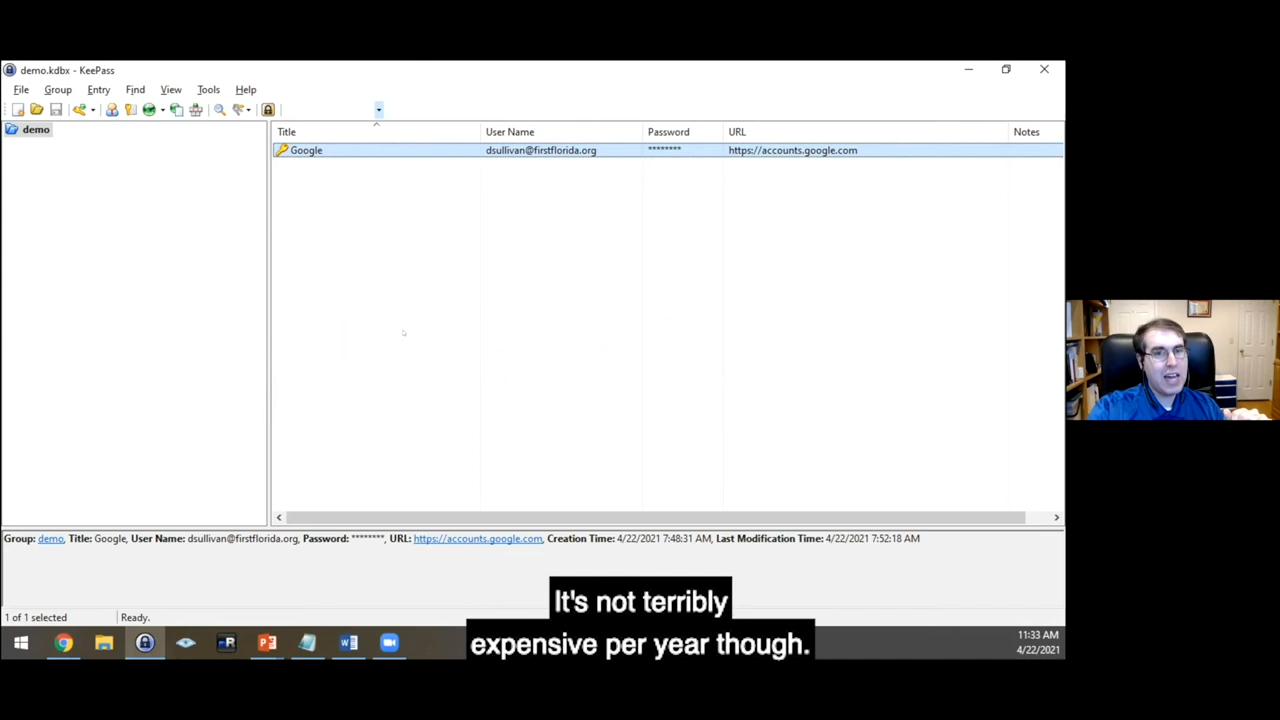 demo.kdbx - KeePass
File Group Entry Find View Tools Help
demo
Title User Name Password URL Notes
Google dsullivan@firstflorida.org ******** https://accounts.google.com
Group: demo, Title: Google, User Name: dsullivan@firstflorida.org, Password: ********, URL: https://accounts.google.com, Creation Time: 4/22/2021 7:48:31 AM, Last Modification Time: 4/22/2021 7:52:18 AM
1 of 1 selected Ready.
It's not terribly
expensive per year though.
11:33 AM
4/22/2021